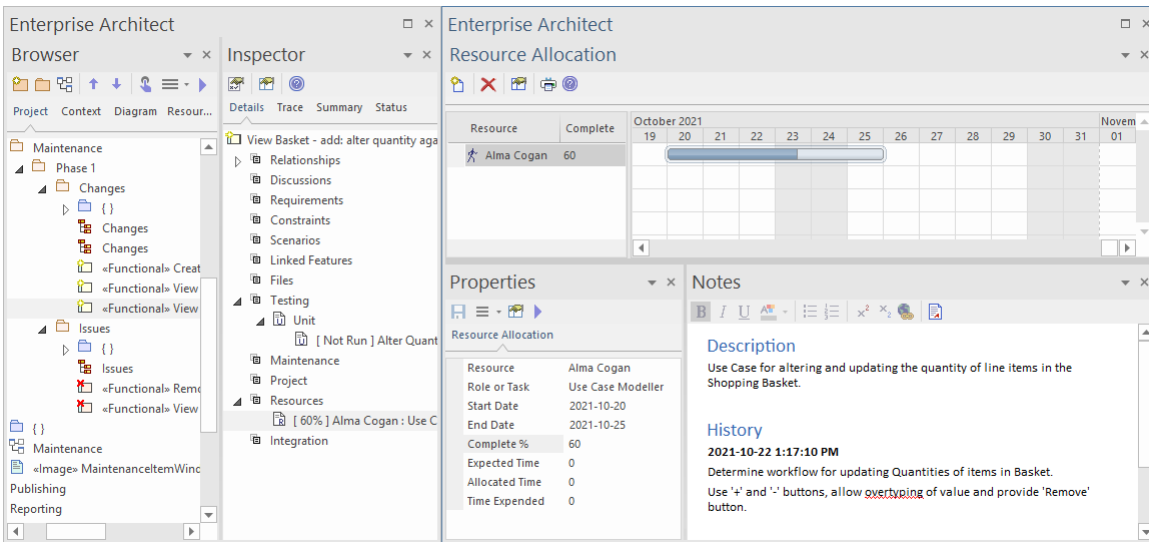 Enterprise Architect
Browser
Project Context Diagram Resour...
Maintenance
Phase 1
Changes
{ }
Changes
Changes
«Functional» Creat
«Functional» View
«Functional» View
Issues
{ }
Issues
«Functional» Remo
«Functional» View
{ }
Maintenance
«Image» MaintenanceItemWind
Publishing
Reporting
Inspector
Details Trace Summary Status
View Basket - add: alter quantity aga
Relationships
Discussions
Requirements
Constraints
Scenarios
Linked Features
Files
Testing
Unit
[ Not Run ] Alter Quant
Maintenance
Project
Resources
[ 60% ] Alma Cogan : Use C
Integration
Enterprise Architect
Resource Allocation
Resource Complete
October 2021 Novem
19 20 21 22 23 24 25 26 27 28 29 30 31 01
Alma Cogan 60
Properties
Resource Allocation
Resource Alma Cogan
Role or Task Use Case Modeller
Start Date 2021-10-20
End Date 2021-10-25
Complete % 60
Expected Time 0
Allocated Time 0
Time Expended 0
Notes
B I U
Description
Use Case for altering and updating the quantity of line items in the
Shopping Basket.
History
2021-10-22 1:17:10 PM
Determine workflow for updating Quantities of items in Basket.
Use '+' and '-' buttons, allow overtyping of value and provide 'Remove'
button.